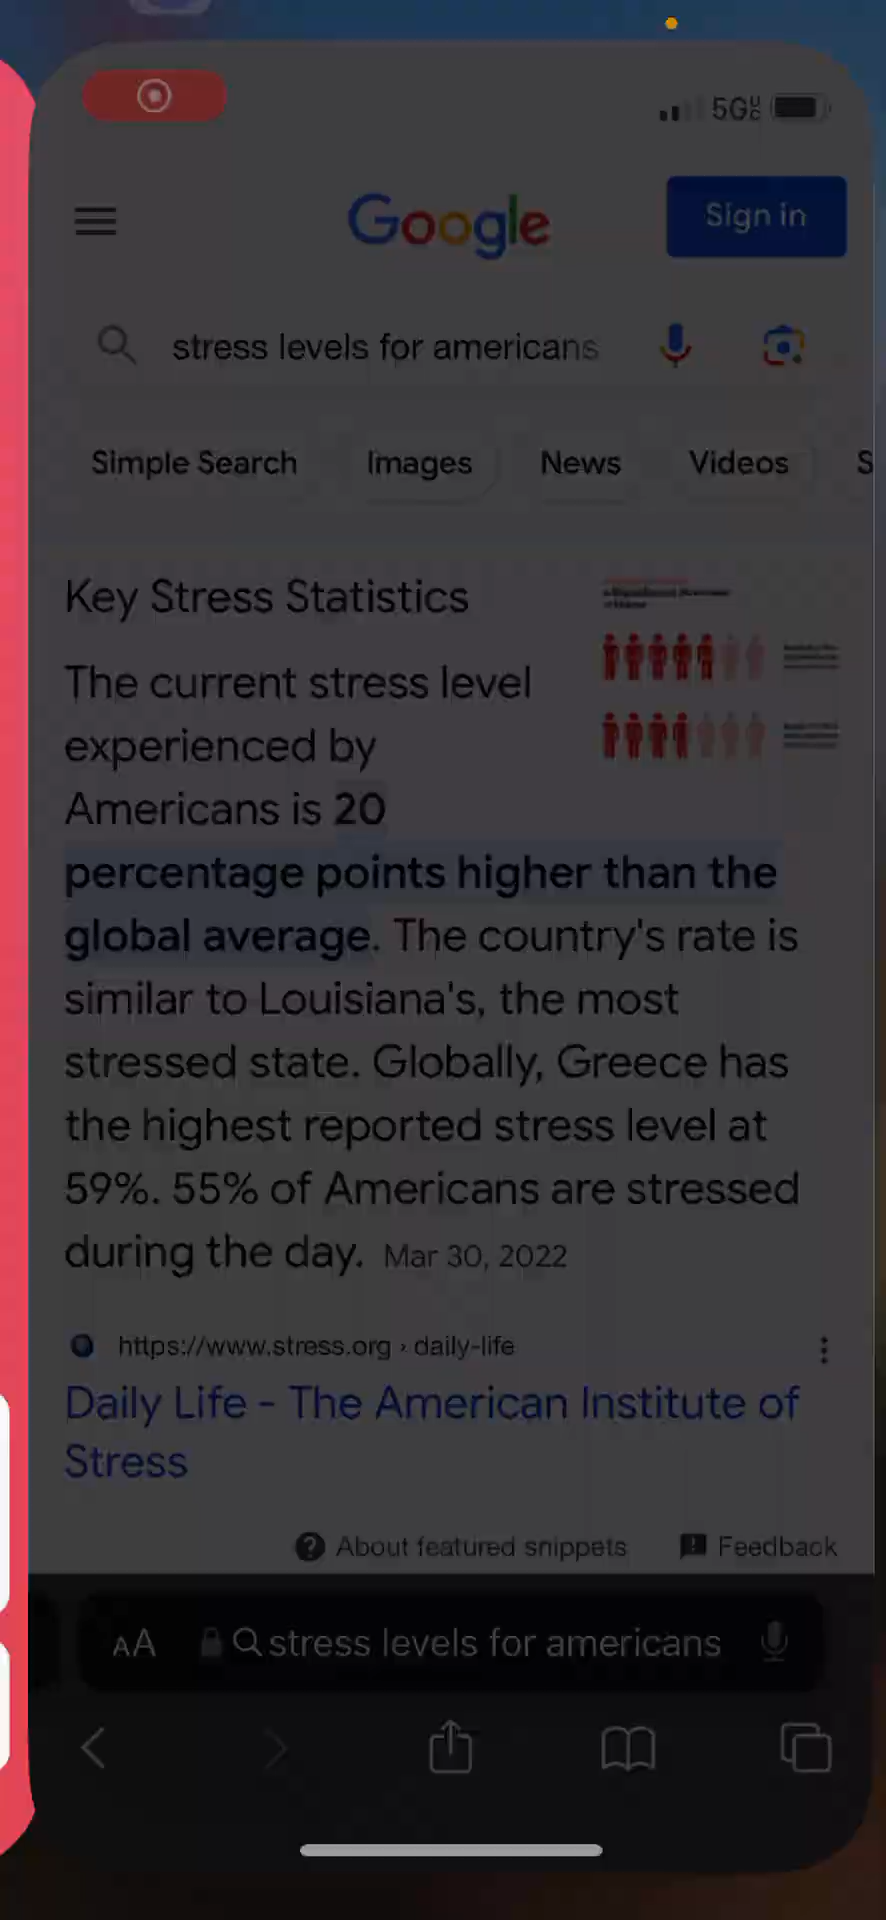 5G
Google
Sign in
stress levels for americans
Simple Search Images News Videos S
Key Stress Statistics
The current stress level
experienced by
Americans is 20
percentage points higher than the
global average. The country's rate is
similar to Louisiana's, the most
stressed state. Globally, Greece has
the highest reported stress level at
59%. 55% of Americans are stressed
during the day. Mar 30, 2022
https://www.stress.org › daily-life
Daily Life - The American Institute of
Stress
About featured snippets Feedback
AA stress levels for americans